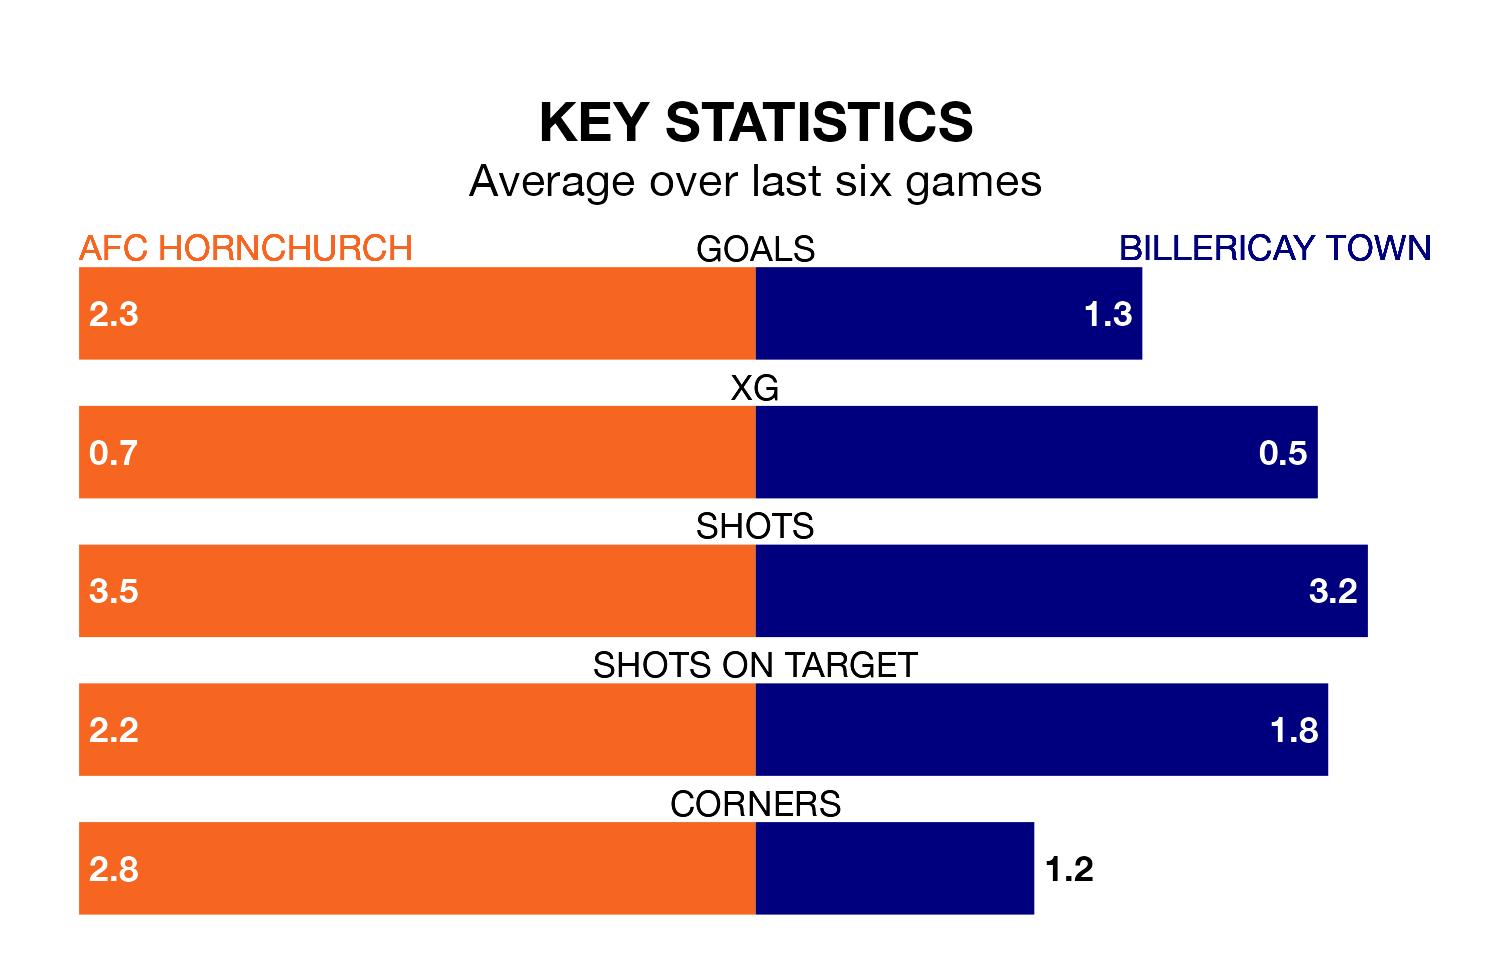 KEY STATISTICS
Average over last six games
AFC HORNCHURCH GOALS BILLERICAY TOWN
2.3 1.3
XG
0.7 0.5
SHOTS
3.5 3.2
SHOTS ON TARGET
2.2 1.8
CORNERS
2.8 1.2